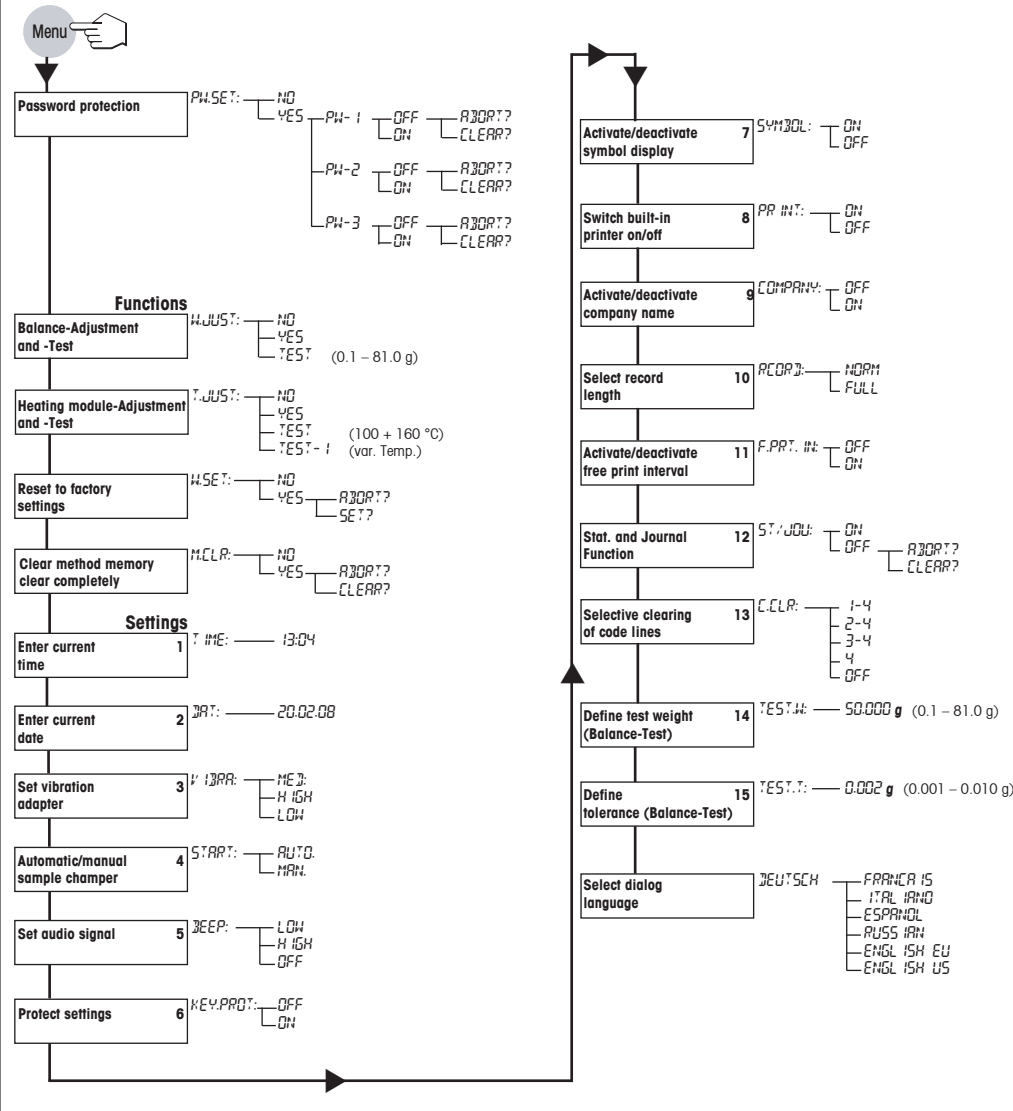 Menu
Password protection PW.SET: NO
YES PW-1 OFF ABORT?
ON CLEAR?
PW-2 OFF ABORT?
ON CLEAR?
PW-3 OFF ABORT?
ON CLEAR?
Functions
Balance-Adjustment
and -Test
W.JUST: NO
YES
TEST (0.1 – 81.0 g)
Heating module-Adjustment
and -Test
T.JUST: NO
YES
TEST (100 + 160 °C)
TEST-1 (var. Temp.)
Reset to factory
settings
W.SET: NO
YES ABORT?
SET?
Clear method memory
clear completely
M.CLR: NO
YES ABORT?
CLEAR?
Settings
Enter current 1
time
TIME: 13:04
Enter current 2
date
DAT: 20.02.08
Set vibration 3
adapter
VIBRA: MED:
HIGH
LOW
Automatic/manual 4
sample champer
START: AUTO.
MAN.
Set audio signal 5
BEEP: LOW
HIGH
OFF
Protect settings 6
KEY.PROT: OFF
ON
Activate/deactivate 7
symbol display
SYMBOL: ON
OFF
Switch built-in 8
printer on/off
PRINT: ON
OFF
Activate/deactivate 9
company name
COMPANY: OFF
ON
Select record 10
length
RCORD: NORM
FULL
Activate/deactivate 11
free print interval
F.PRT. IN: OFF
ON
Stat. and Journal 12
Function
ST/JOU: ON
OFF ABORT?
CLEAR?
Selective clearing 13
of code lines
C.CLR: 1-4
2-4
3-4
4
OFF
Define test weight 14
(Balance-Test)
TEST.W: 50.000 g (0.1 – 81.0 g)
Define 15
tolerance (Balance-Test)
TEST.T: 0.002 g (0.001 – 0.010 g)
Select dialog
language
DEUTSCH FRANCAIS
ITALIANO
ESPANOL
RUSSIAN
ENGLISH EU
ENGLISH US